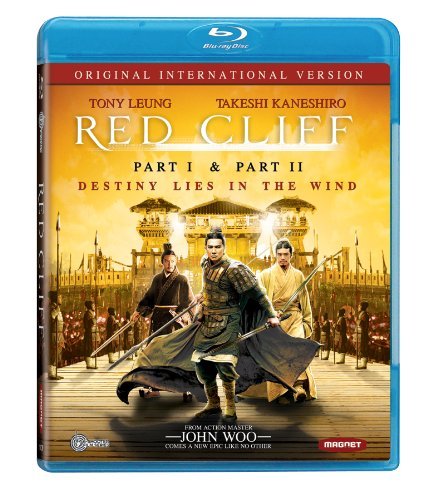 Blu-ray Disc
ORIGINAL INTERNATIONAL VERSION
TONY LEUNG TAKESHI KANESHIRO
RED CLIFF
PART I & PART II
DESTINY LIES IN THE WIND
FROM ACTION MASTER
JOHN WOO
COMES A NEW EPIC LIKE NO OTHER
MAGNET
RED CLIFF